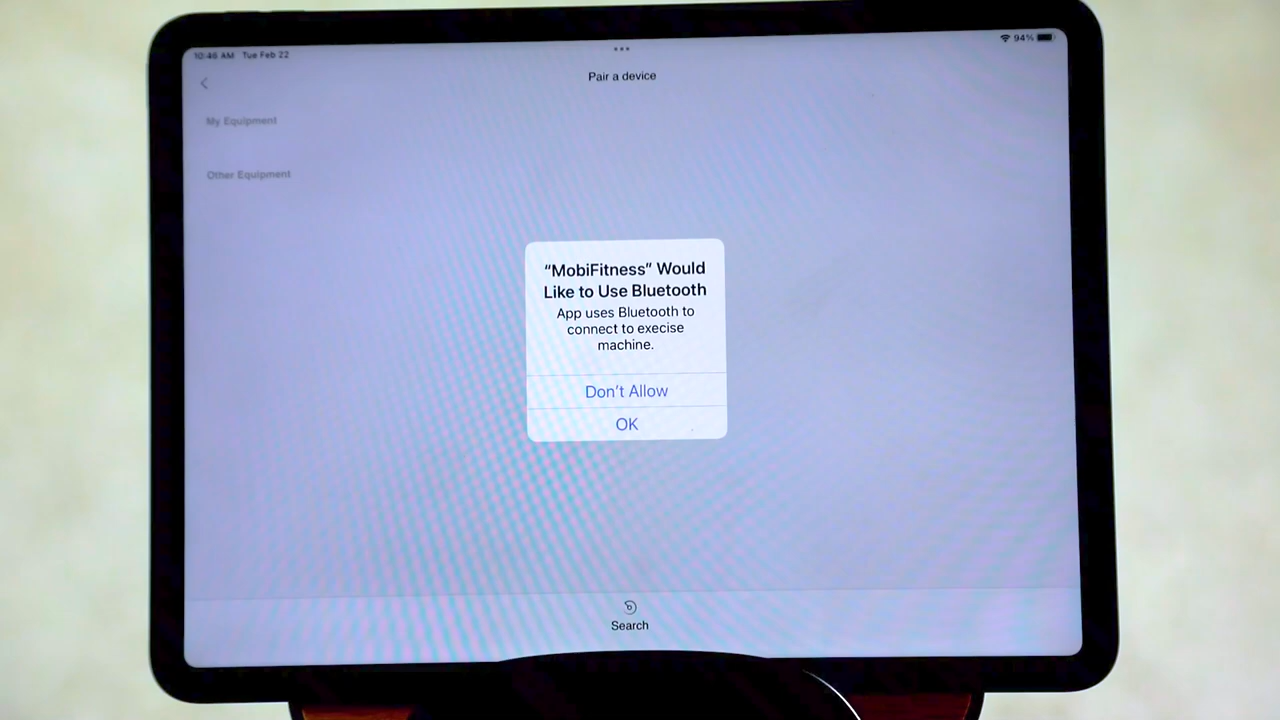 10:46 AM Tue Feb 22
94%
Pair a device
My Equipment
Other Equipment
“MobiFitness” Would
Like to Use Bluetooth
App uses Bluetooth to
connect to execise
machine.
Don’t Allow
OK
Search